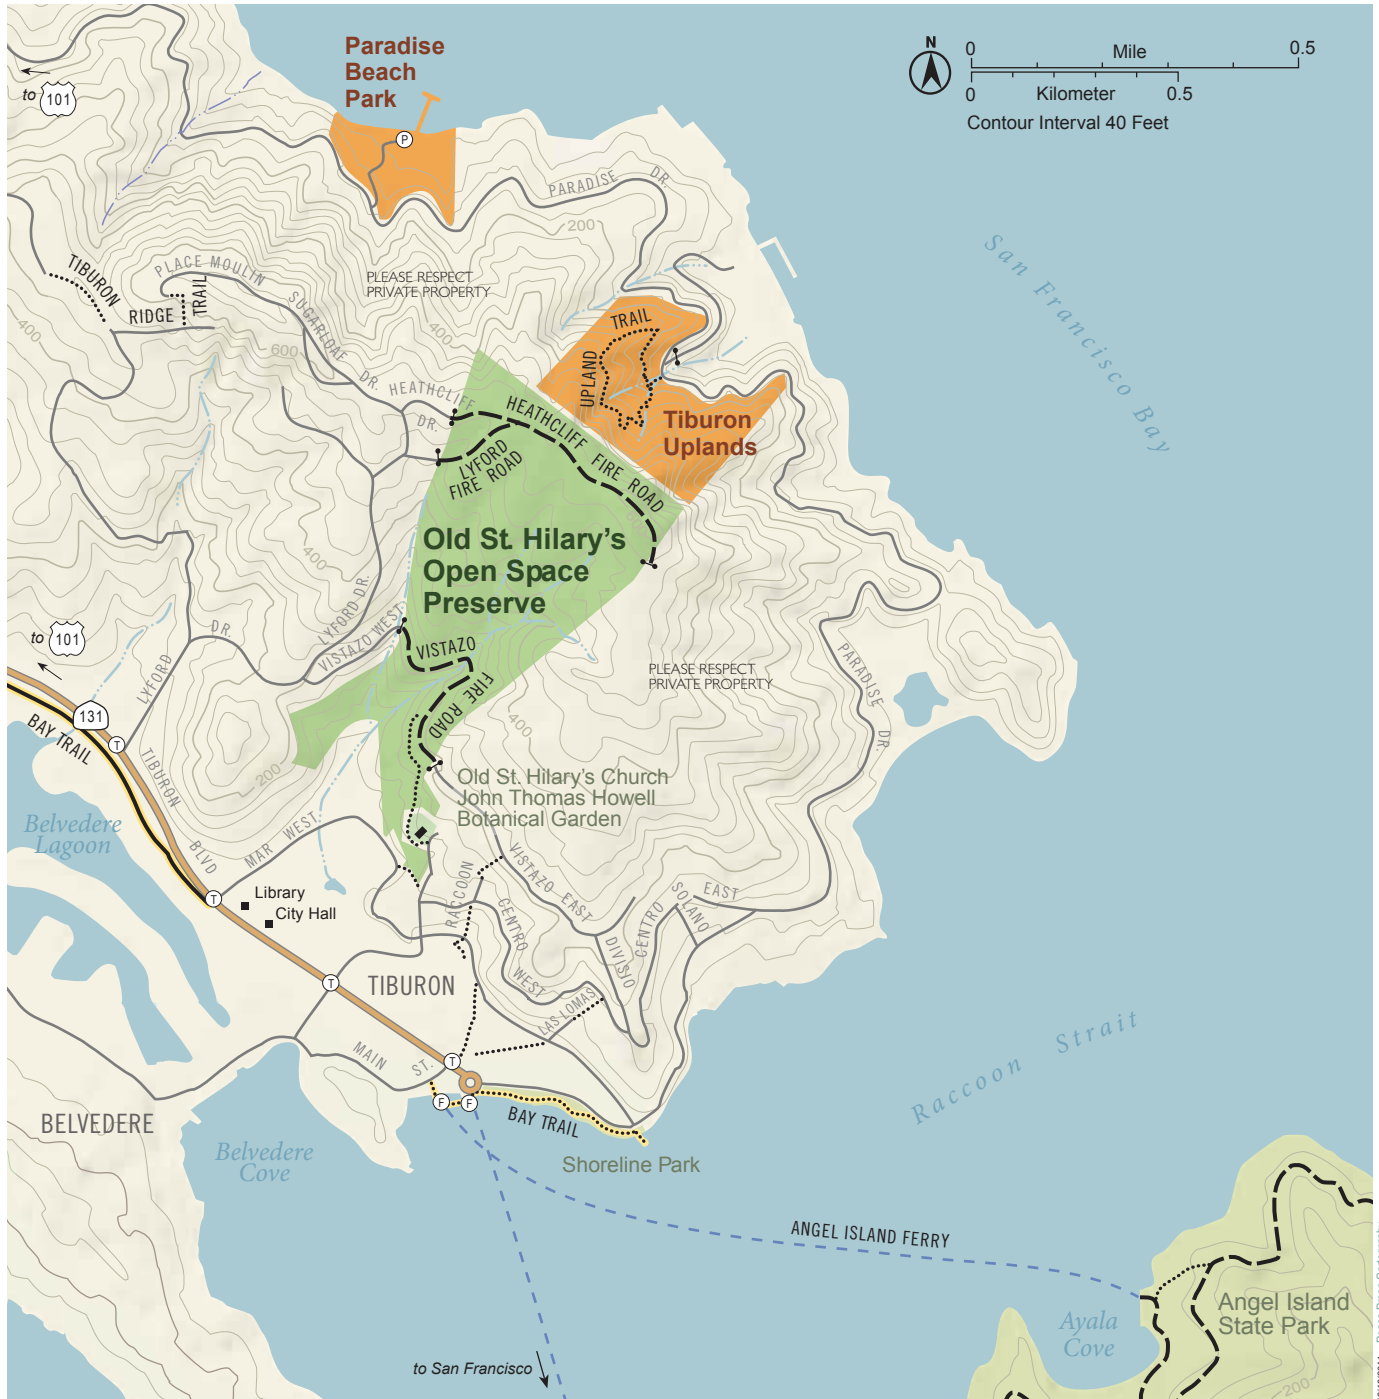 Paradise
Beach
Park
N
0
Mile
0.5
0
Kilometer
0.5
Contour Interval 40 Feet
to 101
P
PARADISE DR.
200
San Francisco Bay
TIBURON
RIDGE
TRAIL
PLACE MOULIN
SUGARLOAF
DR.
PLEASE RESPECT
PRIVATE PROPERTY
400
600
400
HEATHCLIFF
DR.
UPLAND
TRAIL
Tiburon
Uplands
HEATHCLIFF FIRE ROAD
LYFORD
FIRE ROAD
Old St. Hilary's
Open Space
Preserve
400
LYFORD DR.
VISTAZO WEST
VISTAZO
FIRE ROAD
to 101
LYFORD
DR.
131
BAY TRAIL
T
TIBURON
BLVD
200
400
PLEASE RESPECT
PRIVATE PROPERTY
PARADISE
DR.
Old St. Hilary's Church
John Thomas Howell
Botanical Garden
Belvedere
Lagoon
MAR WEST
T
Library
City Hall
RACCOON
VISTAZO EAST
CENTRO
WEST
DIVISIO
CENTRO
SOLANO
EAST
LAS LOMAS
T
TIBURON
MAIN
ST.
T
F
F
BAY TRAIL
Shoreline Park
BELVEDERE
Belvedere
Cove
Raccoon Strait
ANGEL ISLAND FERRY
Angel Island
State Park
Ayala
Cove
200
to San Francisco